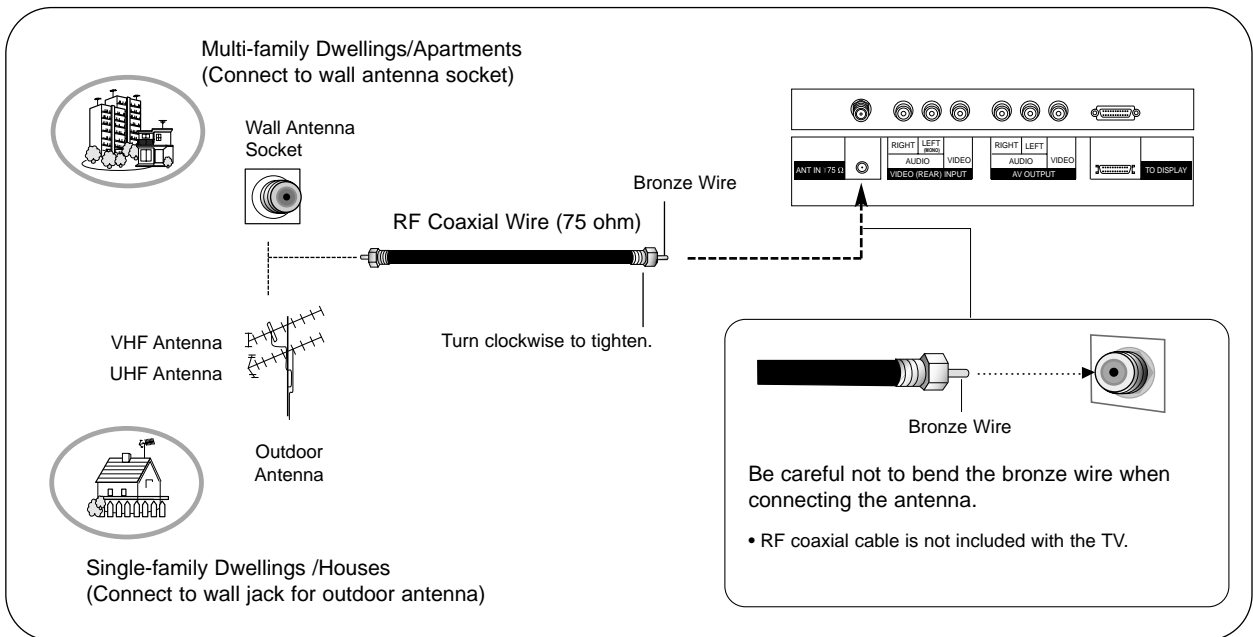 Multi-family Dwellings/Apartments
(Connect to wall antenna socket)
Wall Antenna
Socket
Bronze Wire
RF Coaxial Wire (75 ohm)
Turn clockwise to tighten.
VHF Antenna
UHF Antenna
Outdoor
Antenna
Single-family Dwellings /Houses
(Connect to wall jack for outdoor antenna)
ANT IN 75 Ω
RIGHT LEFT
(MONO)
AUDIO VIDEO
VIDEO (REAR) INPUT
RIGHT LEFT
AUDIO VIDEO
AV OUTPUT
TO DISPLAY
Bronze Wire
Be careful not to bend the bronze wire when
connecting the antenna.
• RF coaxial cable is not included with the TV.